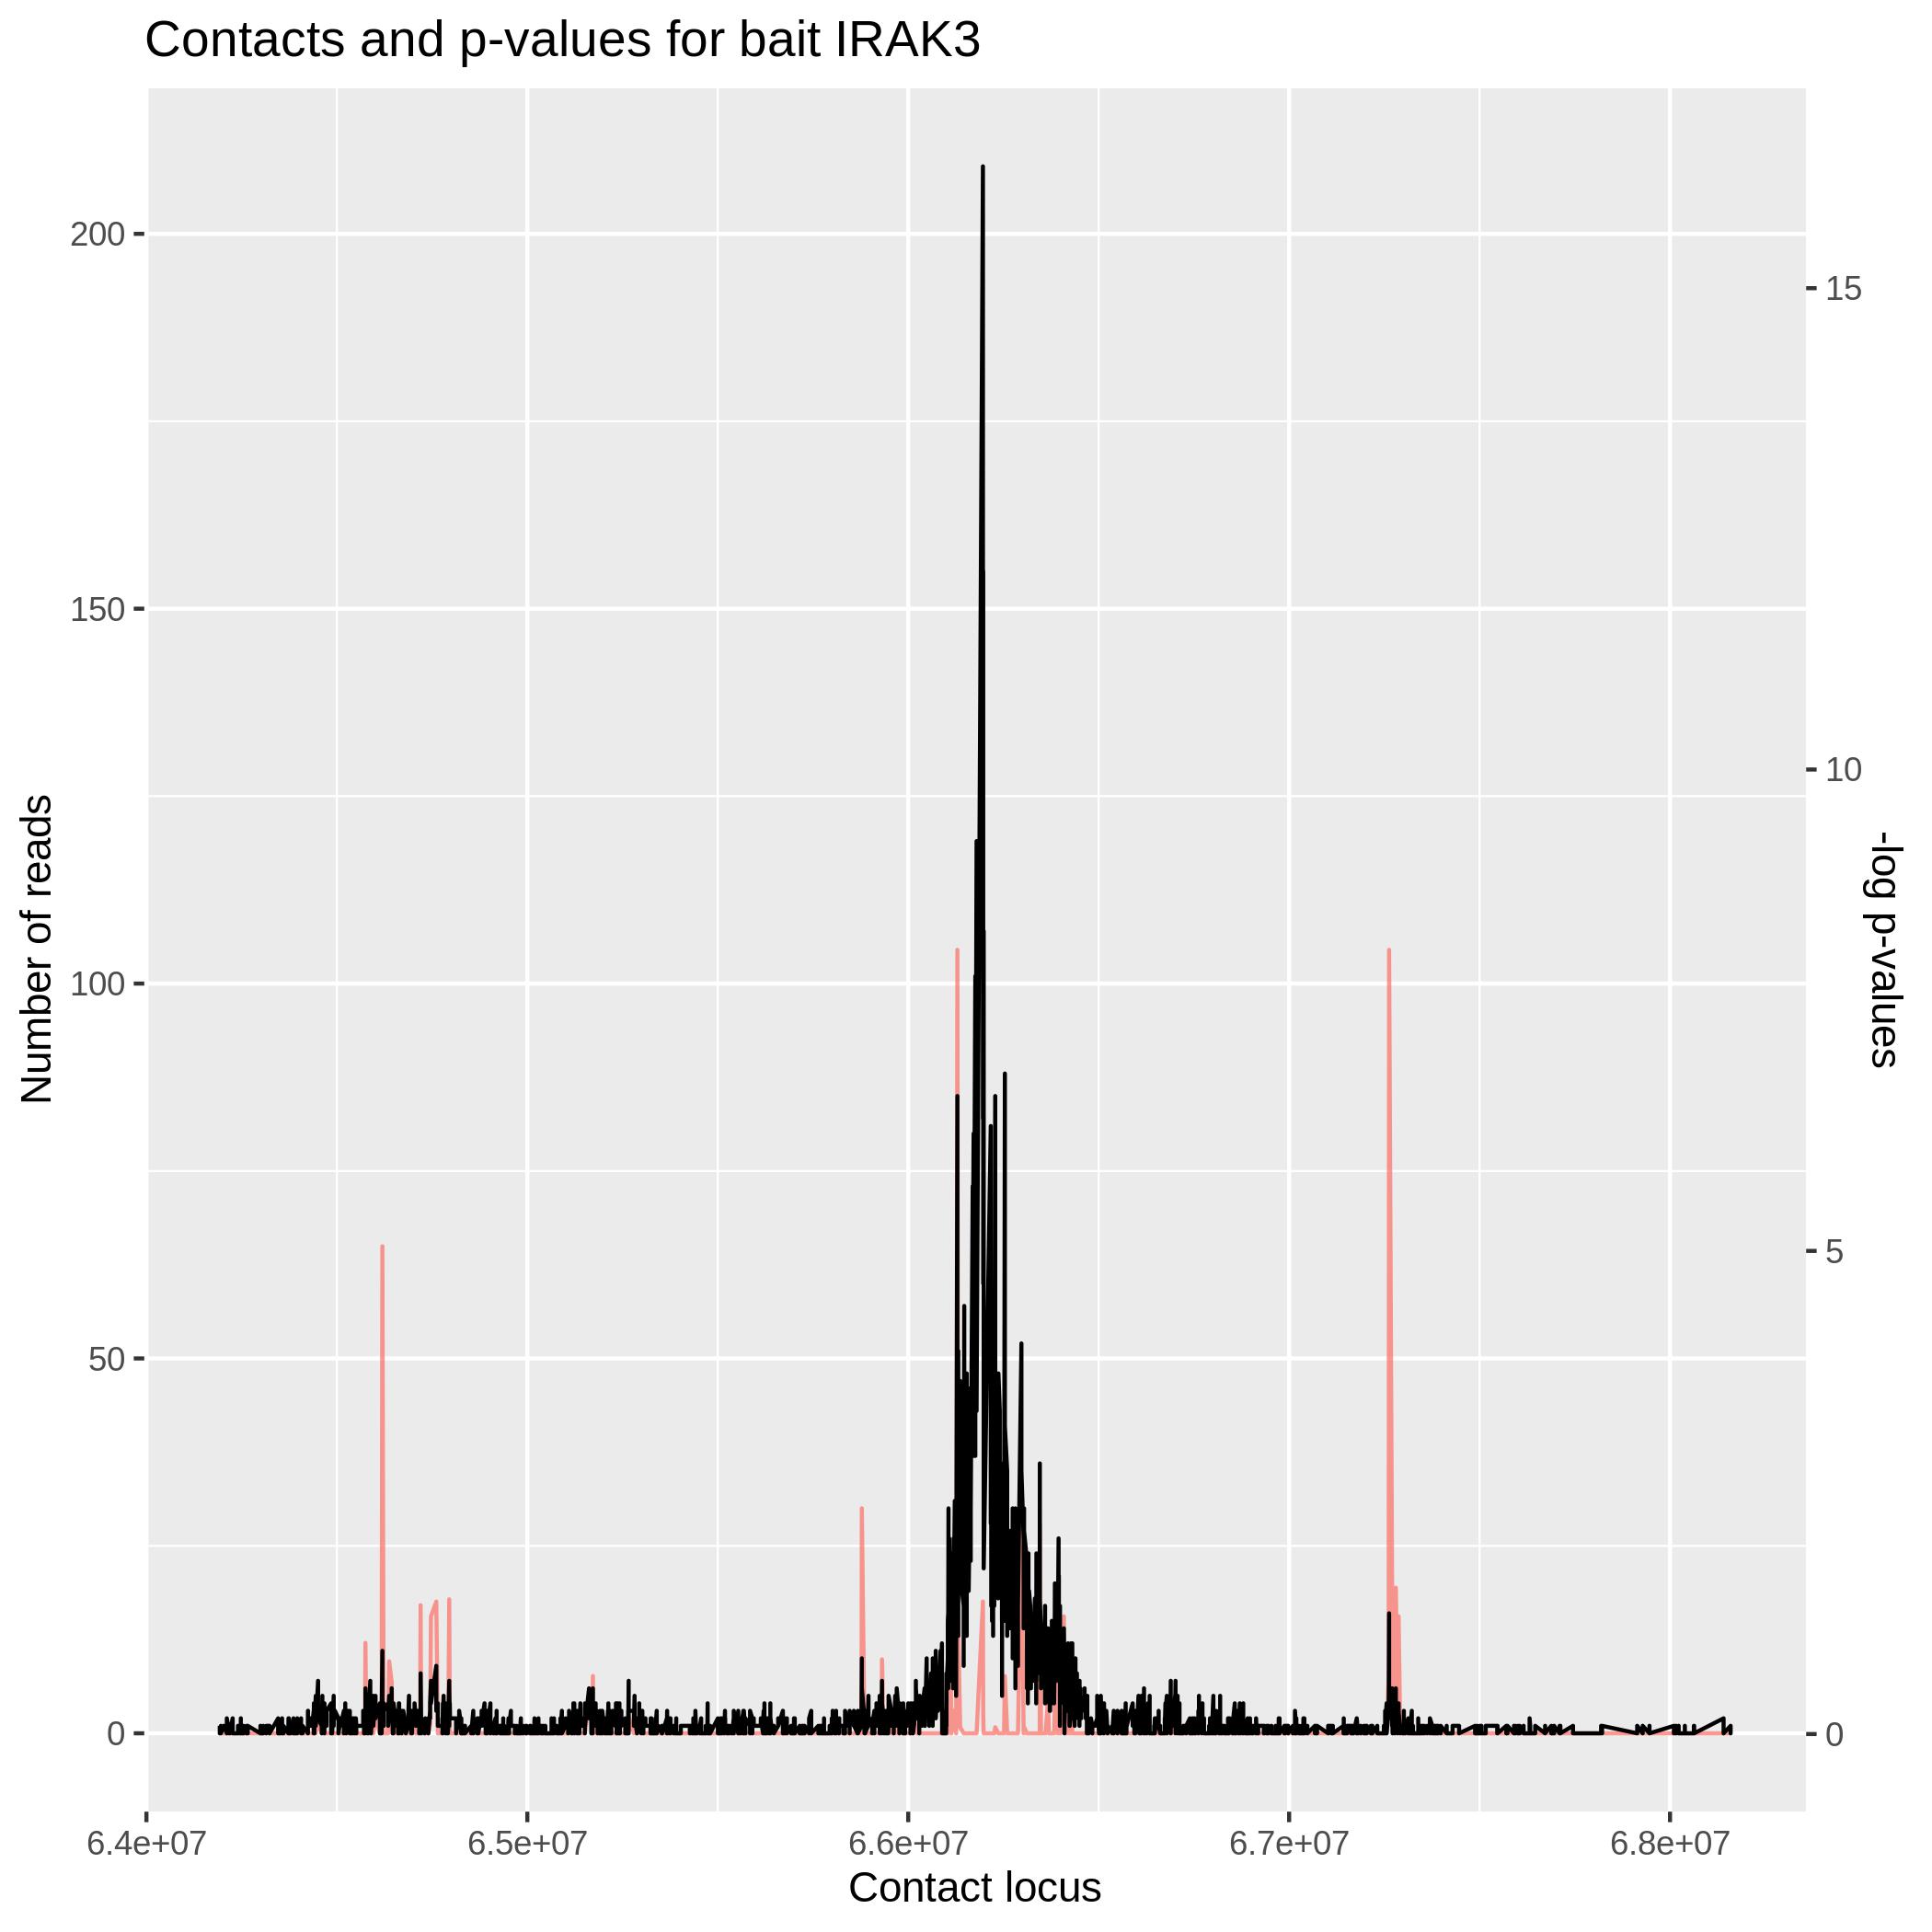 Contacts and p-values for bait IRAK3
200
150
100
50
0
Number of reads
15
10
5
0
-log p-values
6.4e+07
6.5e+07
6.6e+07
6.7e+07
6.8e+07
Contact locus